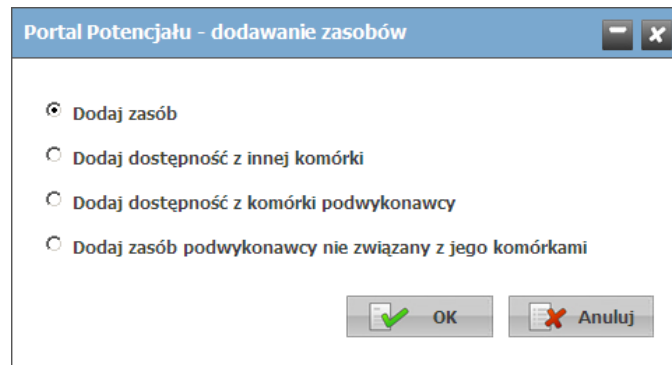 Portal Potencjału - dodawanie zasobów
Dodaj zasób
Dodaj dostępność z innej komórki
Dodaj dostępność z komórki podwykonawcy
Dodaj zasób podwykonawcy nie związany z jego komórkami
OK
Anuluj